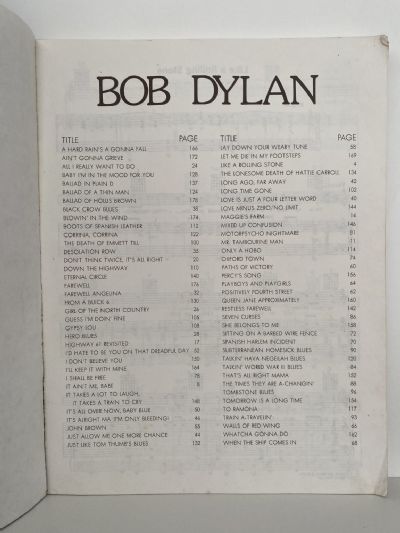 BOB DYLAN
TITLE PAGE
A HARD RAIN'S A GONNA FALL 166
AIN'T GONNA GRIEVE 172
ALL I REALLY WANT TO DO 24
BABY I'M IN THE MOOD FOR YOU 128
BALLAD IN PLAIN D 137
BALLAD OF A THIN MAN 124
BALLAD OF HOLLIS BROWN 178
BLACK CROW BLUES 38
BLOWIN' IN THE WIND 174
BOOTS OF SPANISH LEATHER 112
CORRINA, CORRINA 122
THE DEATH OF EMMETT TILL 100
DESOLATION ROW 35
DON'T THINK TWICE, IT'S ALL RIGHT
DOWN THE HIGHWAY 110
ETERNAL CIRCLE 140
FAREWELL 176
FAREWELL ANGELINA 32
FROM A BUICK 6 130
GIRL OF THE NORTH COUNTRY 26
GUESS I'M DOIN' FINE 105
GYPSY LOU 108
HERO BLUES 28
HIGHWAY 61 REVISITED 17
I'D HATE TO BE YOU ON THAT DREADFUL DAY 52
I DON'T BELIEVE YOU 150
I'LL KEEP IT WITH MINE 164
I SHALL BE FREE 78
IT AIN'T ME, BABE 8
IT TAKES A LOT TO LAUGH,
IT TAKES A TRAIN TO CRY 148
IT'S ALL OVER NOW, BABY BLUE 50
IT'S ALRIGHT MA (I'M ONLY BLEEDING) 46
JOHN BROWN 55
JUST ALLOW ME ONE MORE CHANCE 44
JUST LIKE TOM THUMB'S BLUES 132
TITLE PAGE
LAY DOWN YOUR WEARY TUNE 58
LET ME DIE IN MY FOOTSTEPS 169
LIKE A ROLLING STONE 4
THE LONESOME DEATH OF HATTIE CARROLL 134
LONG AGO, FAR AWAY 42
LONG TIME GONE 102
LOVE IS JUST A FOUR LETTER WORD 40
LOVE MINUS ZERO/NO LIMIT 144
MAGGIE'S FARM 14
MIXED UP CONFUSION 146
MOTORPSYCHO NIGHTMARE 81
MR. TAMBOURINE MAN 11
ONLY A HOBO 114
OXFORD TOWN 74
PATHS OF VICTORY 60
PERCY'S SONG 156
PLAYBOYS AND PLAYGIRLS 64
POSITIVELY FOURTH STREET 62
QUEEN JANE APPROXIMATELY 160
RESTLESS FAREWELL 142
SEVEN CURSES 86
SHE BELONGS TO ME 158
SITTING ON A BARBED WIRE FENCE 72
SPANISH HARLEM INCIDENT 70
SUBTERRANEAN HOMESICK BLUES 90
TALKIN' HAVA NEGEILAH BLUES 120
TALKIN' WORLD WAR III BLUES 84
THAT'S ALL RIGHT MAMA 152
THE TIMES THEY ARE A-CHANGIN' 88
TOMBSTONE BLUES 96
TOMORROW IS A LONG TIME 154
TO RAMONA 117
TRAIN A-TRAVELIN' 93
WALLS OF RED WING 66
WHATCHA GONNA DO 162
WHEN THE SHIP COMES IN 68